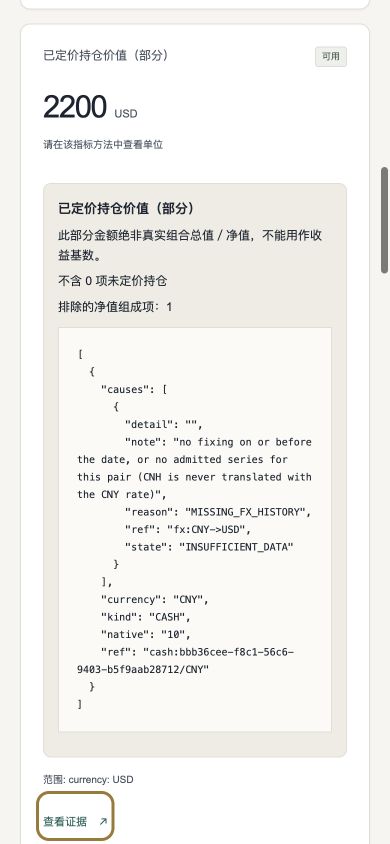 已定价持仓价值（部分）
可用
2200 USD
请在该指标方法中查看单位
已定价持仓价值（部分）
此部分金额绝非真实组合总值 / 净值，不能用作收
益基数。
不含 0 项未定价持仓
排除的净值组成项：1
[
  {
    "causes": [
      {
        "detail": "",
        "note": "no fixing on or before
the date, or no admitted series for
this pair (CNH is never translated with
the CNY rate)",
        "reason": "MISSING_FX_HISTORY",
        "ref": "fx:CNY->USD",
        "state": "INSUFFICIENT_DATA"
      }
    ],
    "currency": "CNY",
    "kind": "CASH",
    "native": "10",
    "ref": "cash:bbb36cee-f8c1-56c6-
9403-b5f9aab28712/CNY"
  }
]
范围: currency: USD
查看证据 ↗